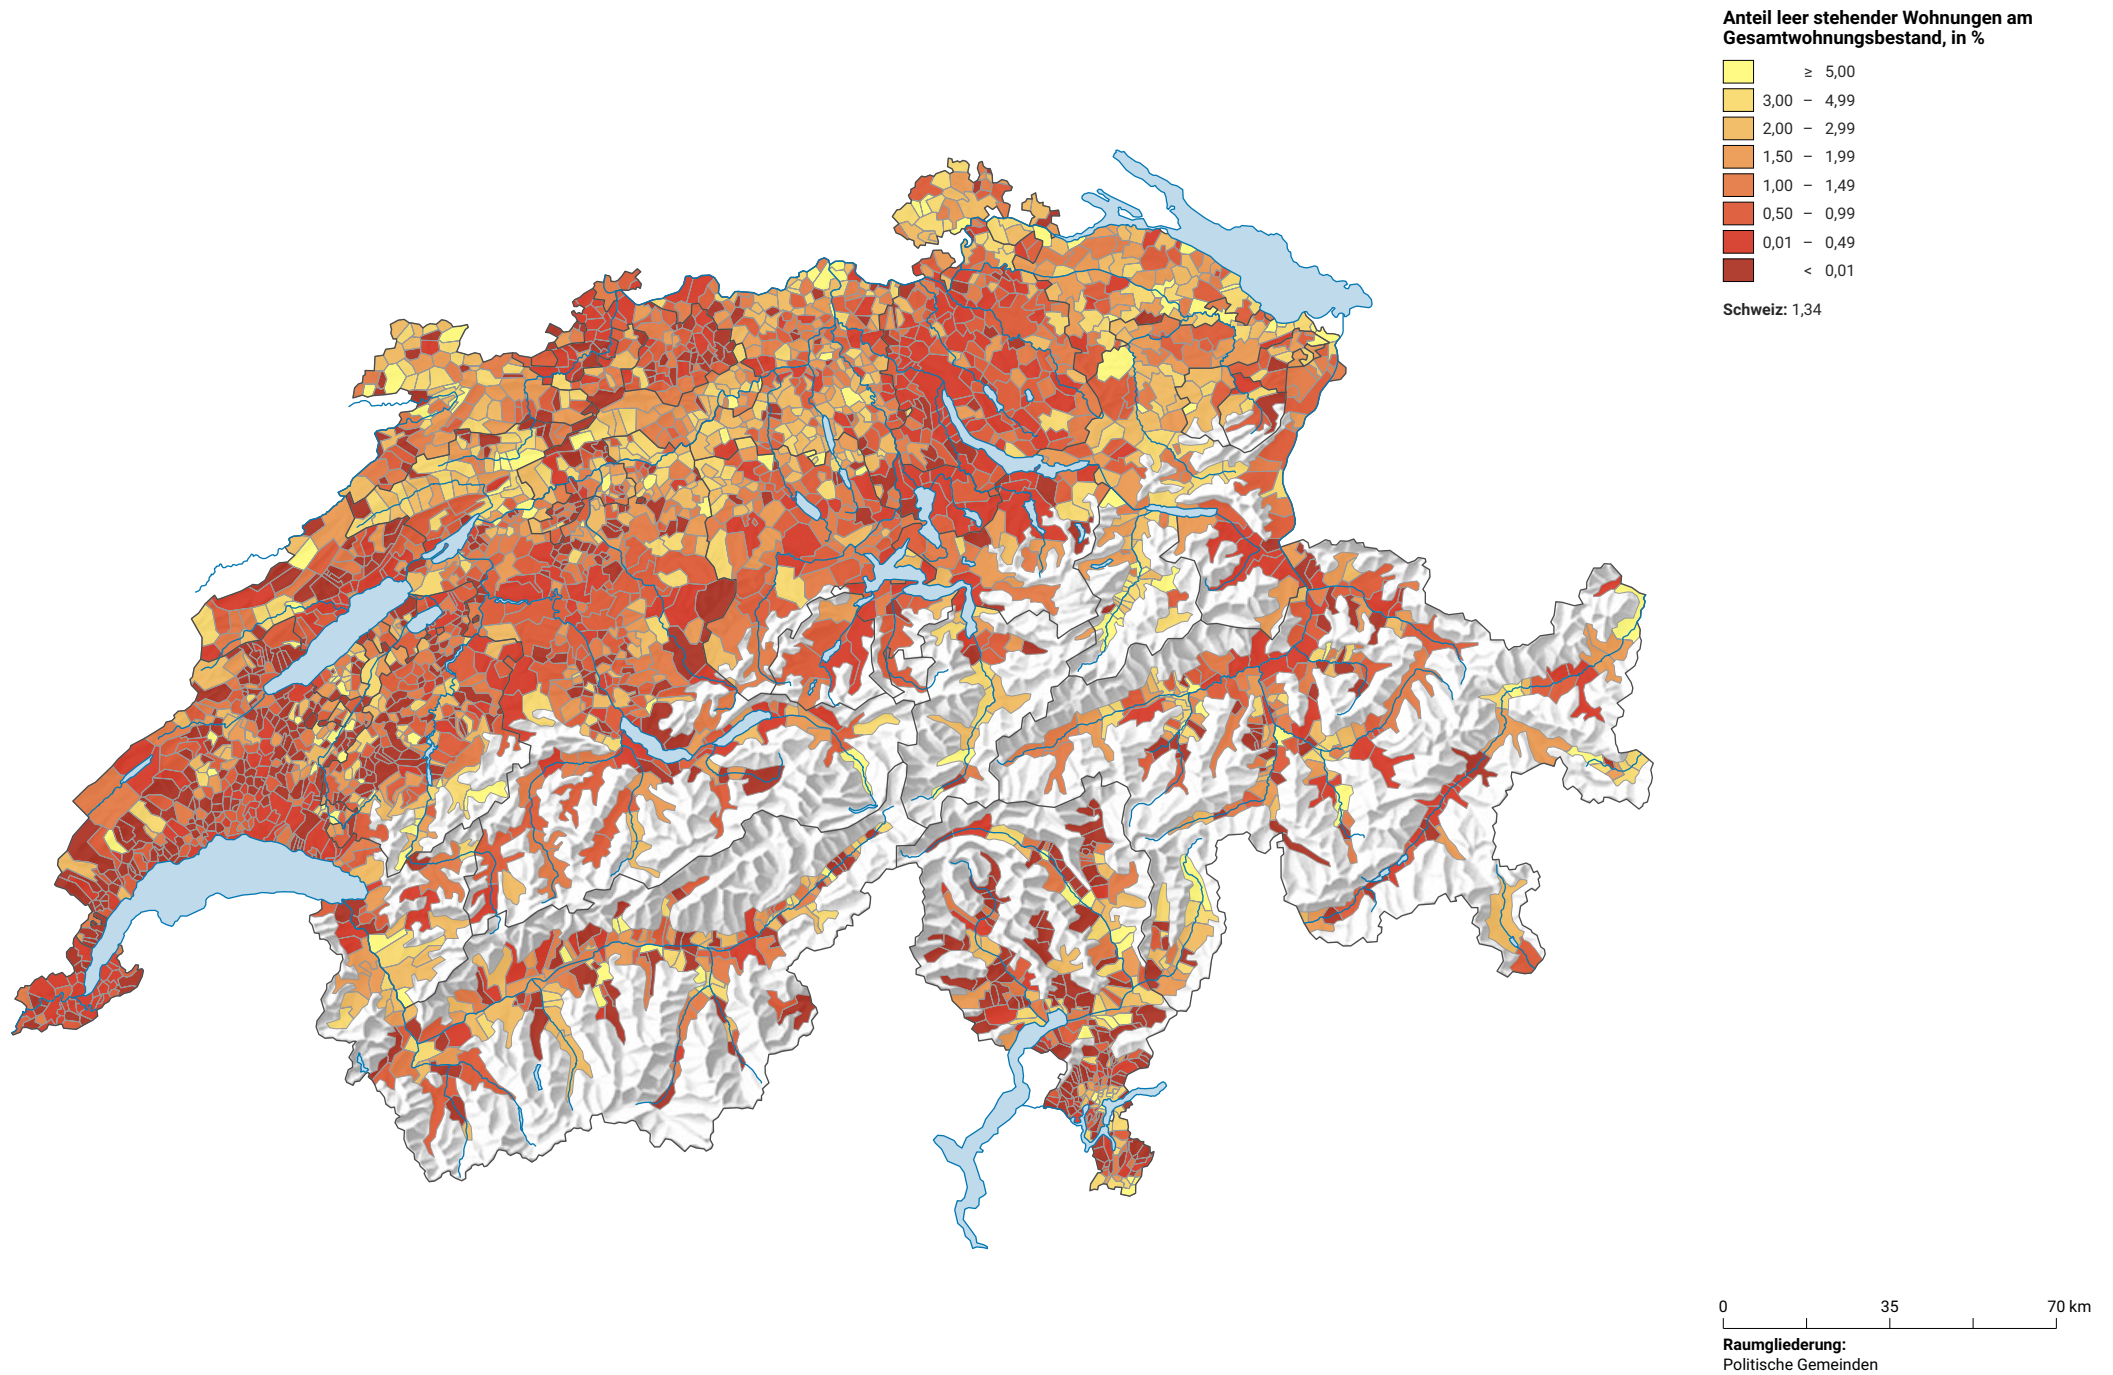 Anteil leer stehender Wohnungen am
Gesamtwohnungsbestand, in %
≥ 5,00
3,00 – 4,99
2,00 – 2,99
1,50 – 1,99
1,00 – 1,49
0,50 – 0,99
0,01 – 0,49
< 0,01
Schweiz: 1,34
0 35 70 km
Raumgliederung:
Politische Gemeinden